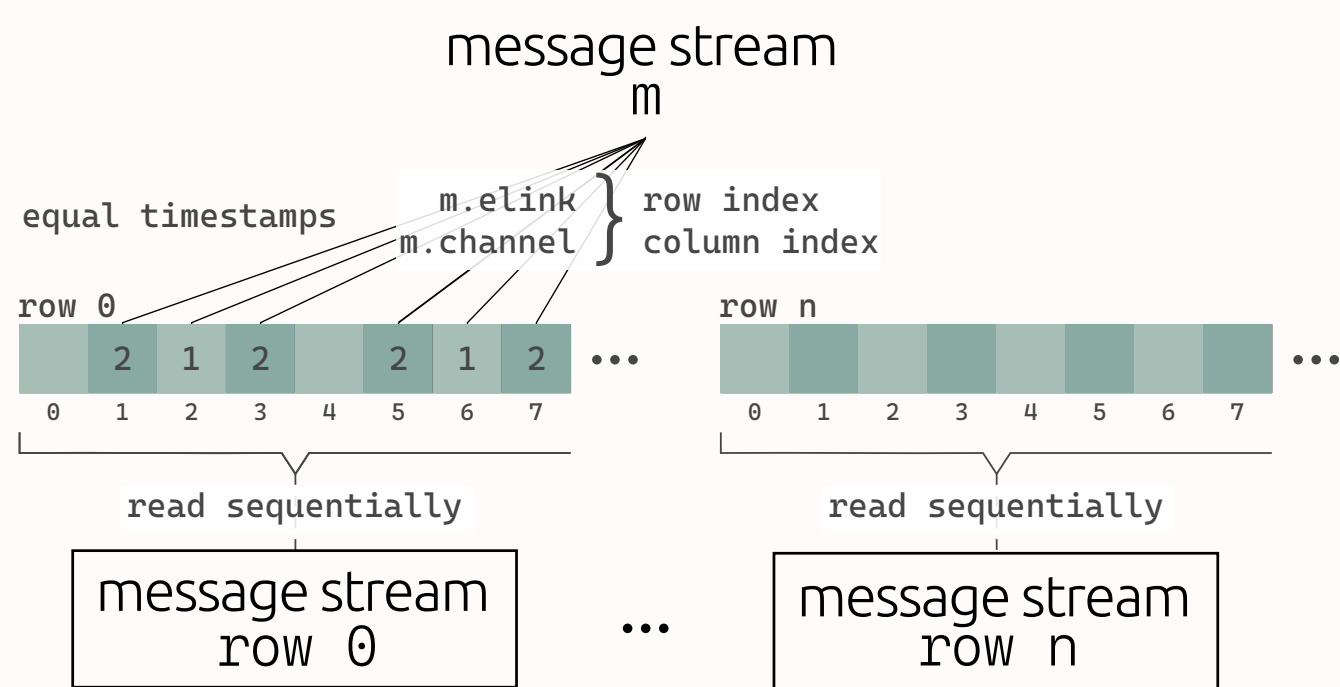 message stream
m
equal timestamps
m.elink } row index
m.channel column index
row 0
row n
2 1 2 2 1 2 •••
•••
0 1 2 3 4 5 6 7
0 1 2 3 4 5 6 7
read sequentially
read sequentially
message stream
row 0
•••
message stream
row n